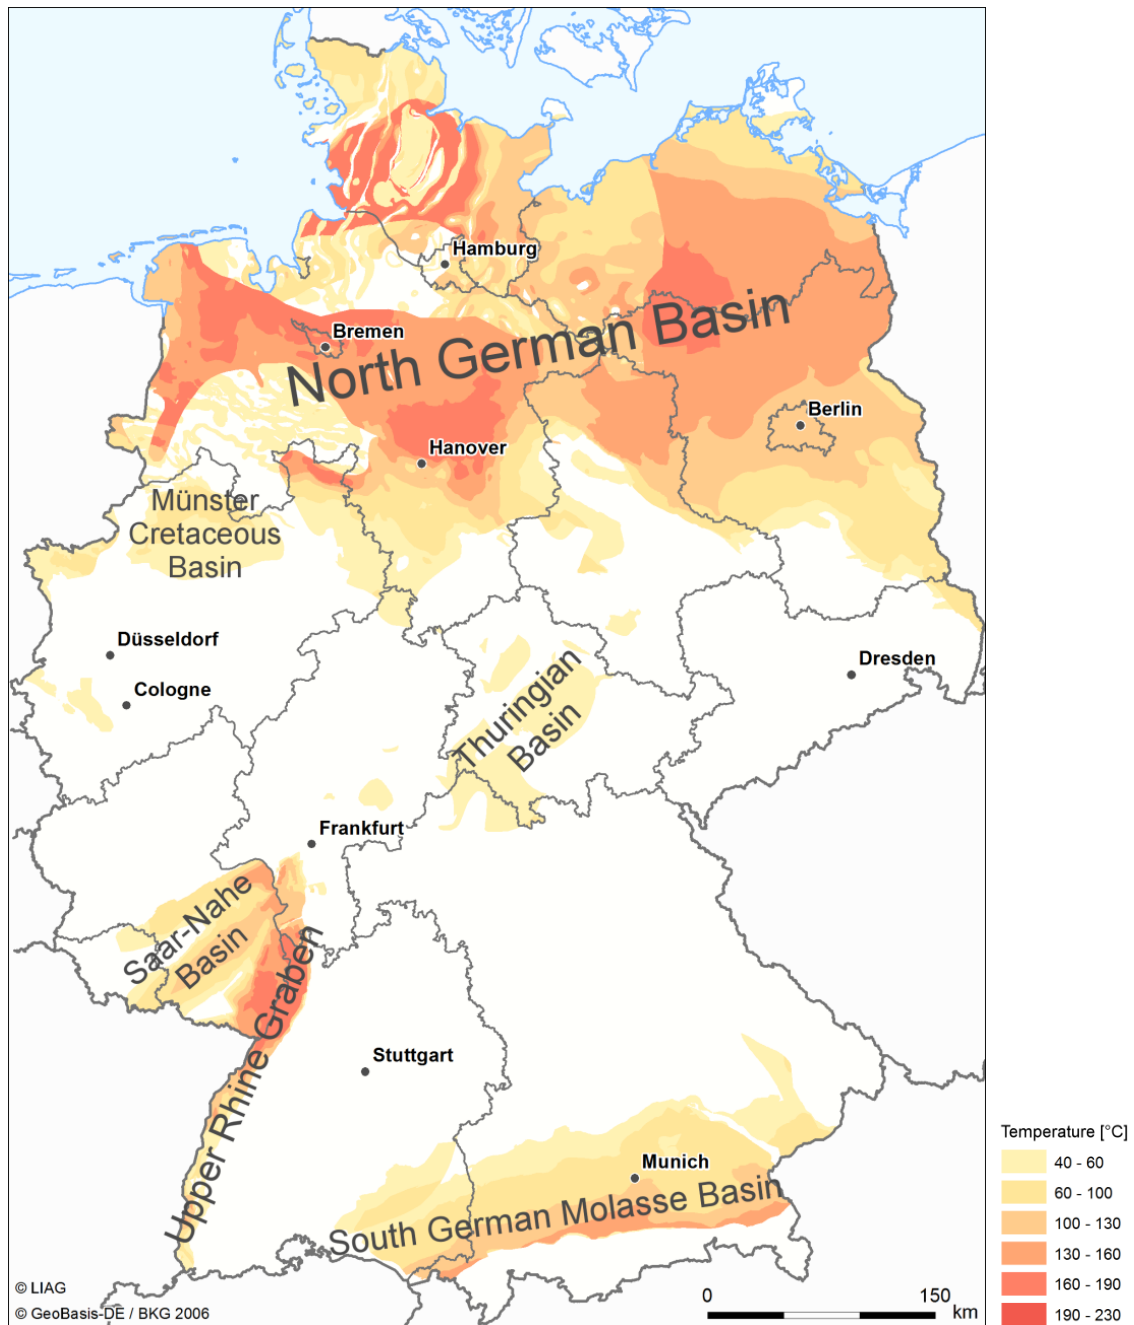 Hamburg
Bremen
North German Basin
Berlin
Hanover
Münster
Cretaceous
Basin
Düsseldorf
Cologne
Dresden
Thuringian
Basin
Frankfurt
Saar-Nahe
Basin
Upper Rhine Graben
Stuttgart
Munich
South German Molasse Basin
Temperature [°C]
40 - 60
60 - 100
100 - 130
130 - 160
160 - 190
190 - 230
© LIAG
© GeoBasis-DE / BKG 2006
0 150
km